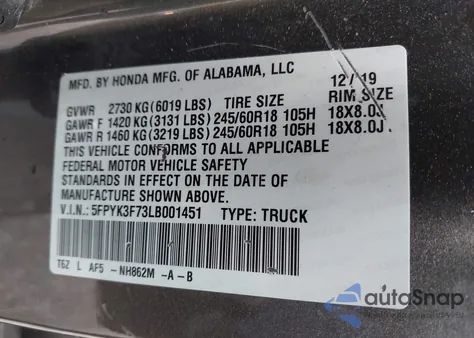 MFD. BY HONDA MFG. OF ALABAMA, LLC 12/19
GVWR 2730 KG(6019 LBS) TIRE SIZE RIM SIZE
GAWR F 1420 KG(3131 LBS)245/60R18 105H 18X8.0J
GAWR R 1460 KG(3219 LBS)245/60R18 105H 18X8.0J
THIS VEHICLE CONFORMS TO ALL APPLICABLE
FEDERAL MOTOR VEHICLE SAFETY
STANDARDS IN EFFECT ON THE DATE OF
MANUFACTURE SHOWN ABOVE.
V.I.N.: 5FPYK3F73LB001451 TYPE: TRUCK
T6Z L AF5 -NH862M -A -B
autoSnap